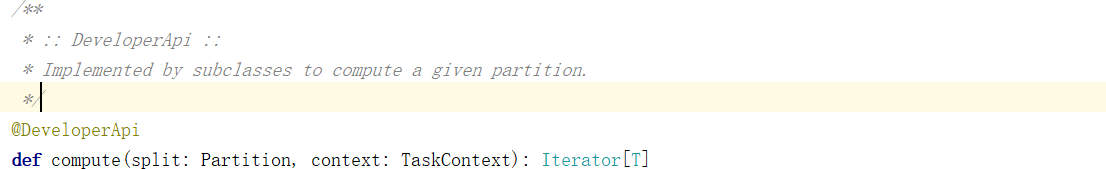 /**
 * :: DeveloperApi ::
 * Implemented by subclasses to compute a given partition.
 */
@DeveloperApi
def compute(split: Partition, context: TaskContext): Iterator[T]